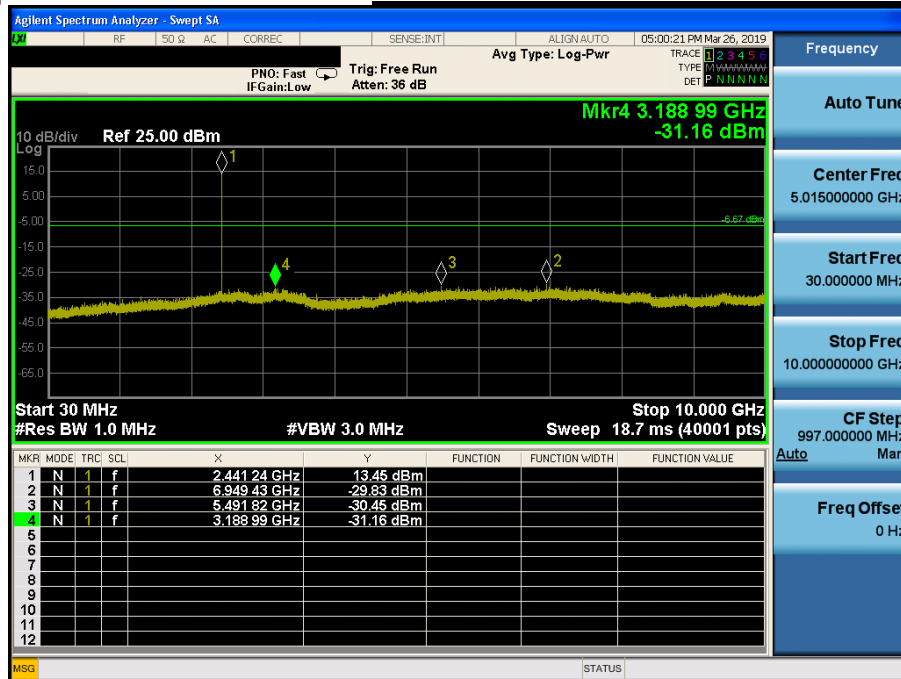 Agilent Spectrum Analyzer - Swept SA
LXI RF 50 Ω AC CORREC SENSE:INT ALIGN AUTO 05:00:21 PM Mar 26, 2019
Avg Type: Log-Pwr
TRACE 1 2 3 4 5 6
TYPE M WWWWW
DET P N N N N N
PNO: Fast
IFGain:Low
Trig: Free Run
Atten: 36 dB
Mkr4 3.188 99 GHz
-31.16 dBm
10 dB/div Ref 25.00 dBm
Log
15.0
5.00
-5.00
-15.0
-25.0
-35.0
-45.0
-55.0
-65.0
1
4
3
2
-6.67 dBm
Start 30 MHz Stop 10.000 GHz
#Res BW 1.0 MHz #VBW 3.0 MHz Sweep 18.7 ms (40001 pts)
MKR MODE TRC SCL X Y FUNCTION FUNCTION WIDTH FUNCTION VALUE
1 N 1 f 2.441 24 GHz 13.45 dBm
2 N 1 f 6.949 43 GHz -29.83 dBm
3 N 1 f 5.491 82 GHz -30.45 dBm
4 N 1 f 3.188 99 GHz -31.16 dBm
5
6
7
8
9
10
11
12
MSG STATUS
Frequency
Auto Tune
Center Freq
5.015000000 GHz
Start Freq
30.000000 MHz
Stop Freq
10.000000000 GHz
CF Step
997.000000 MHz
Auto Man
Freq Offset
0 Hz